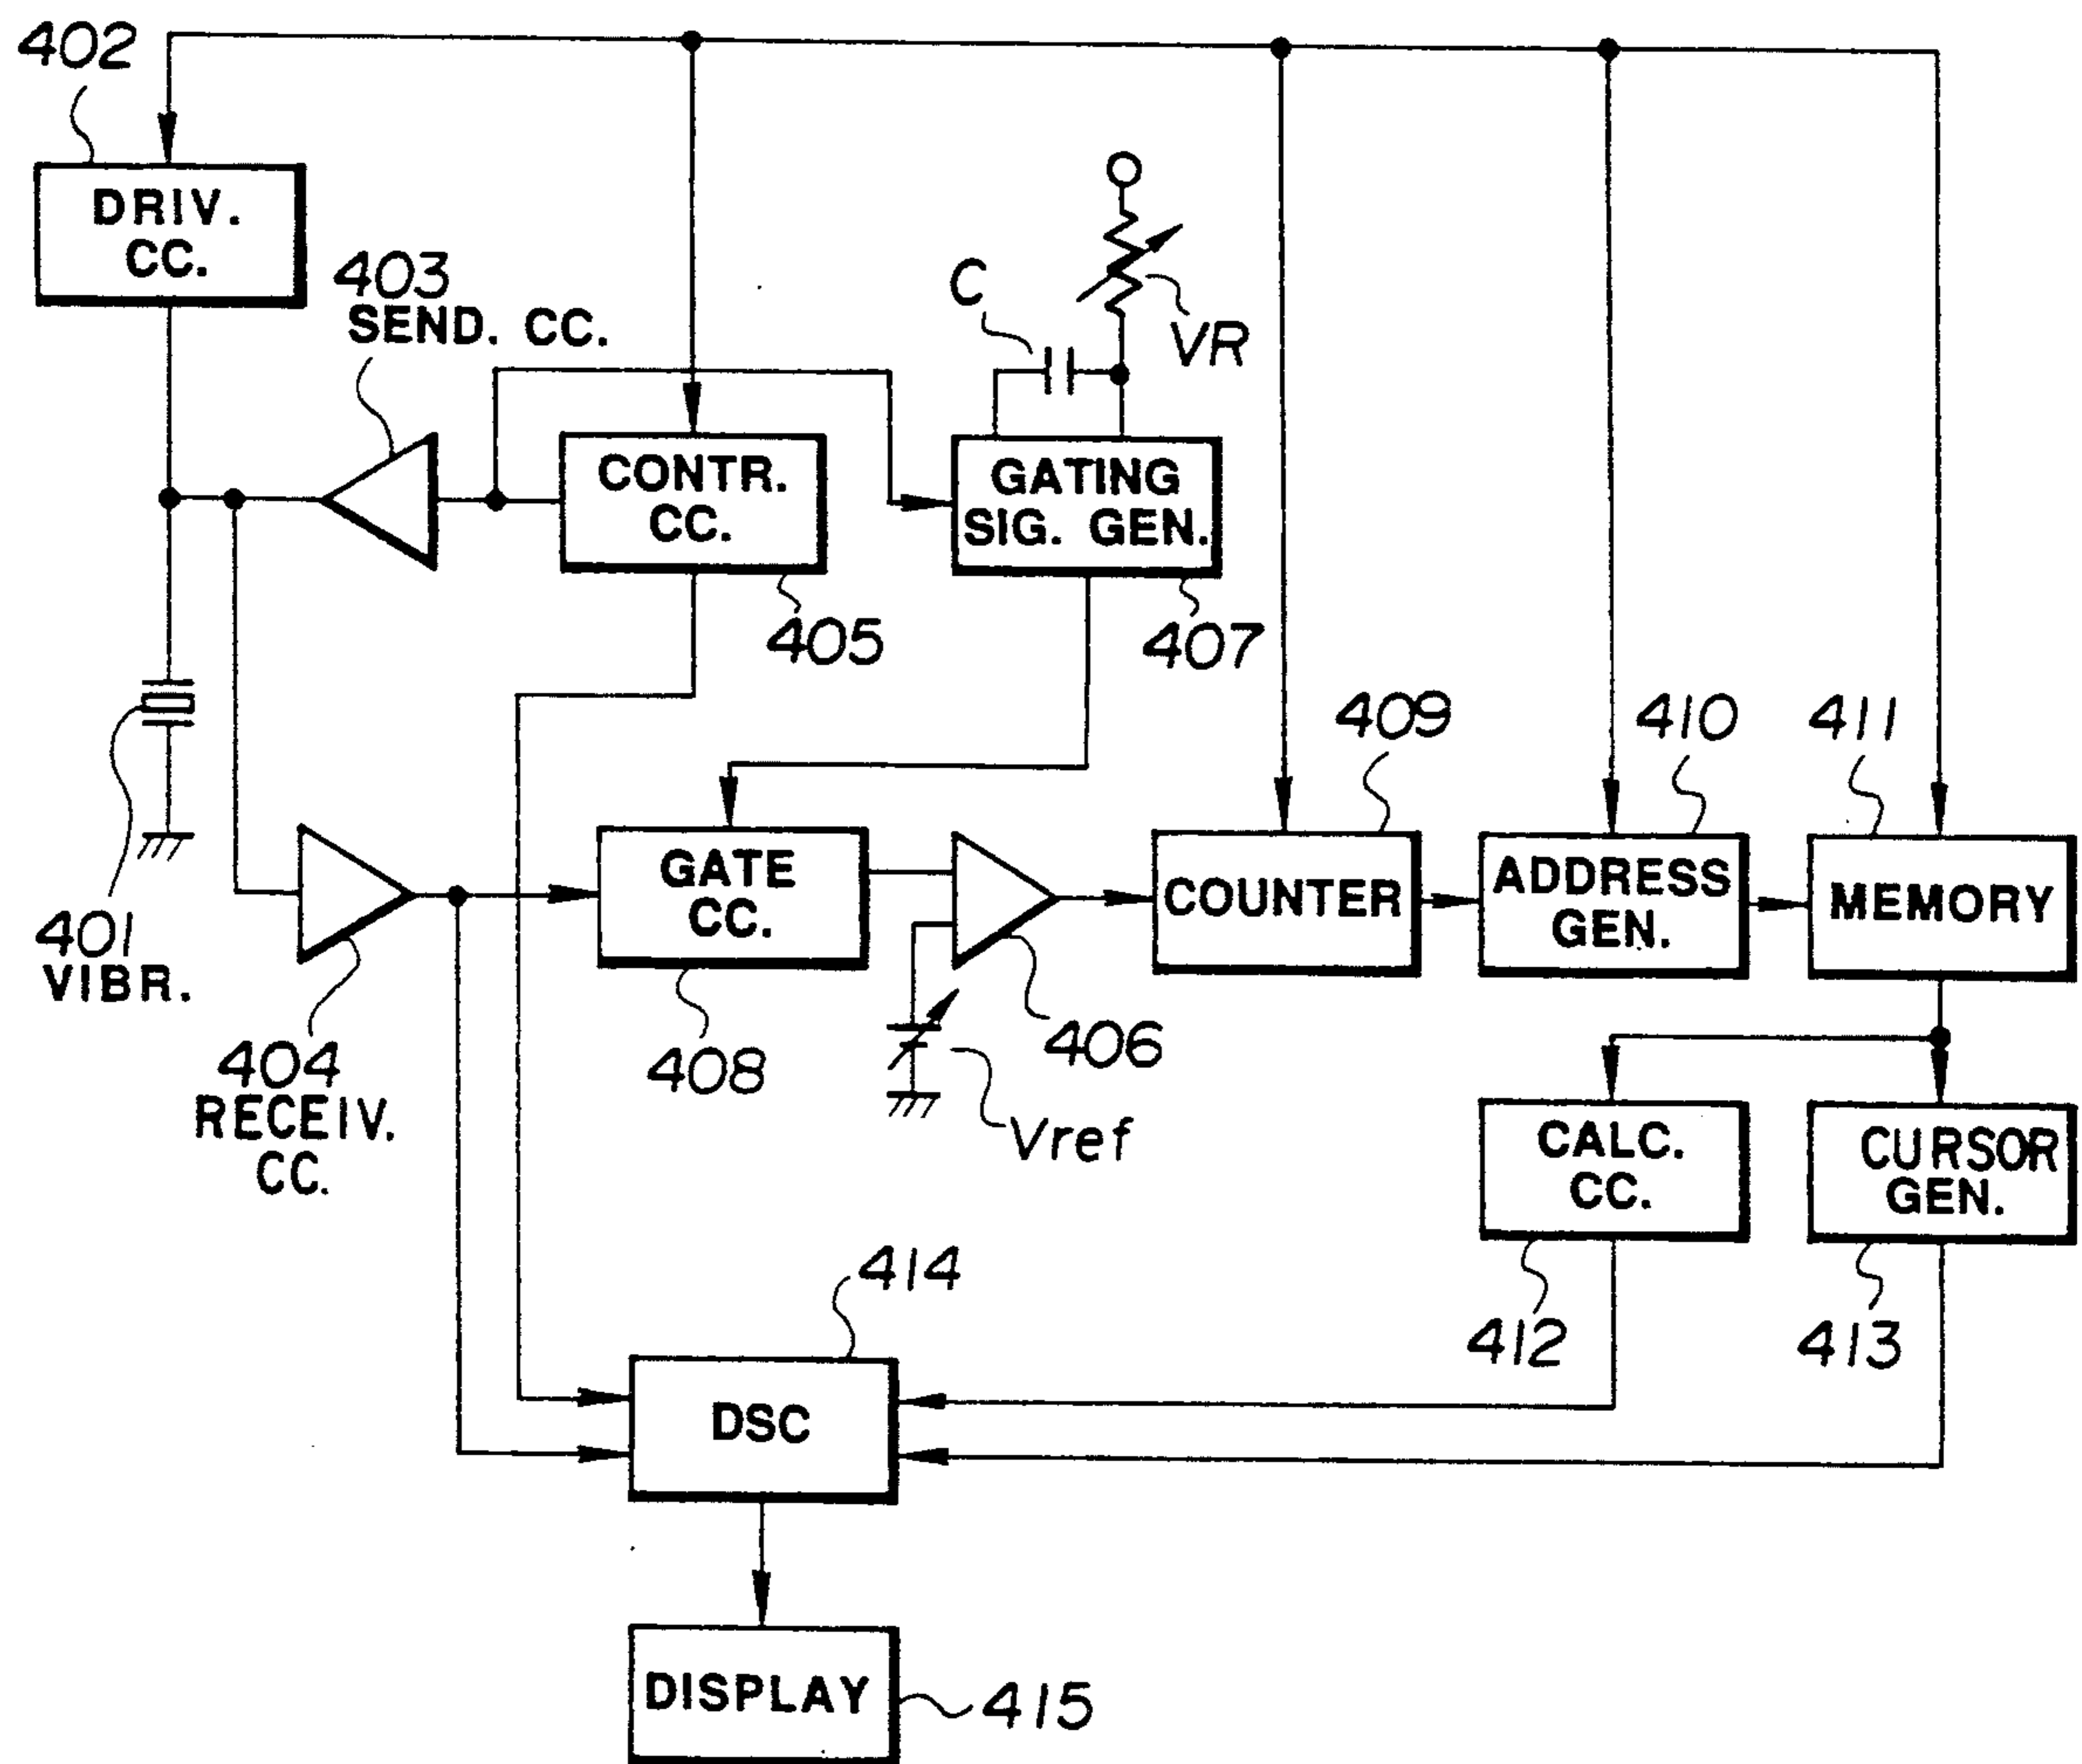 402
DRIV.
CC.
403
SEND. CC.
C
VR
CONTR.
CC.
GATING
SIG. GEN.
405
407
409
410
411
GATE
CC.
COUNTER
ADDRESS
GEN.
MEMORY
401
VIBR.
404
RECEIV.
CC.
408
406
Vref
CALC.
CC.
CURSOR
GEN.
414
412
413
DSC
DISPLAY
415